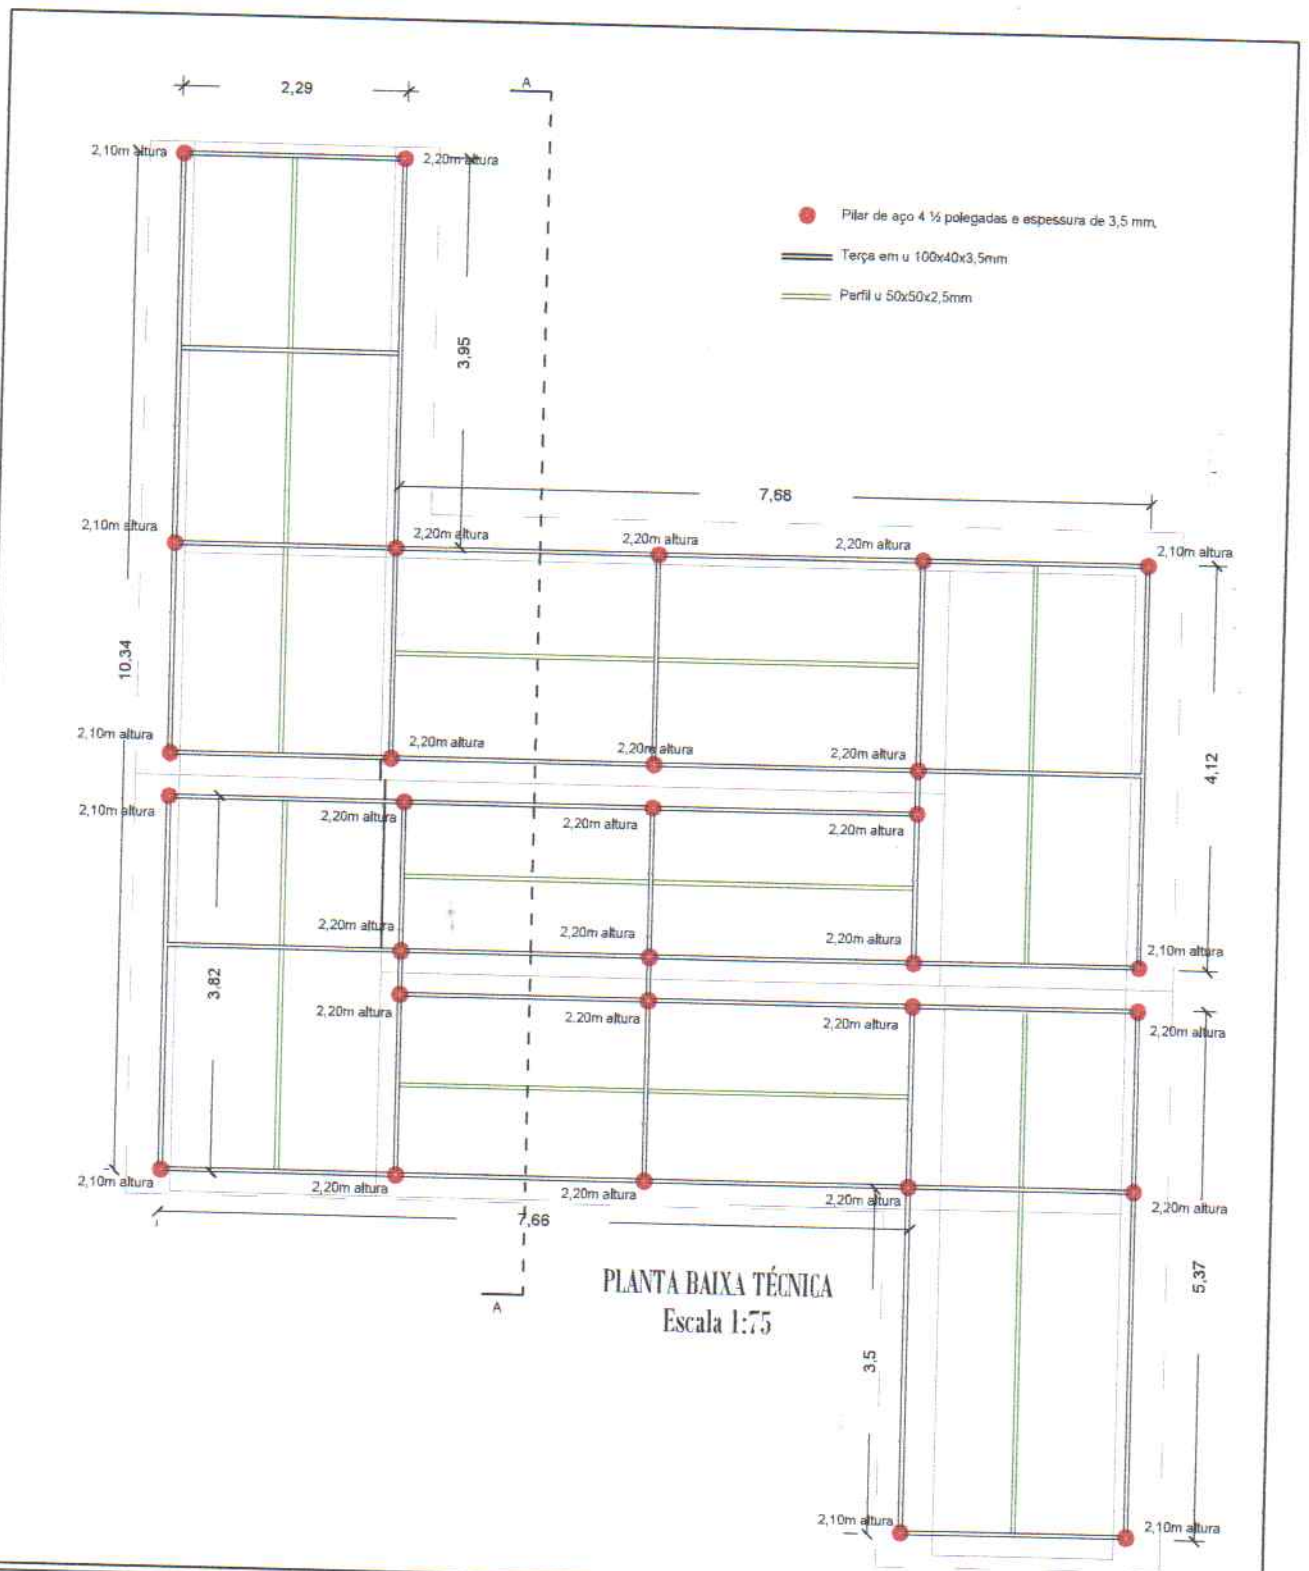 2,29
A
2,10m altura
2,20m altura
Pilar de aço 4 ½ polegadas e espessura de 3,5 mm.
Terça em u 100x40x3,5mm
Perfil u 50x50x2,5mm
3,95
7,68
2,10m altura
2,20m altura
2,20m altura
2,20m altura
2,10m altura
10,34
2,10m altura
2,20m altura
2,20m altura
2,20m altura
4,12
2,10m altura
2,20m altura
2,20m altura
2,20m altura
2,20m altura
2,20m altura
2,20m altura
2,10m altura
3,82
2,20m altura
2,20m altura
2,20m altura
2,20m altura
2,10m altura
2,20m altura
2,20m altura
2,20m altura
2,20m altura
7,66
A
PLANTA BAIXA TÉCNICA
Escala 1:75
5,37
3,5
2,10m altura
2,10m altura